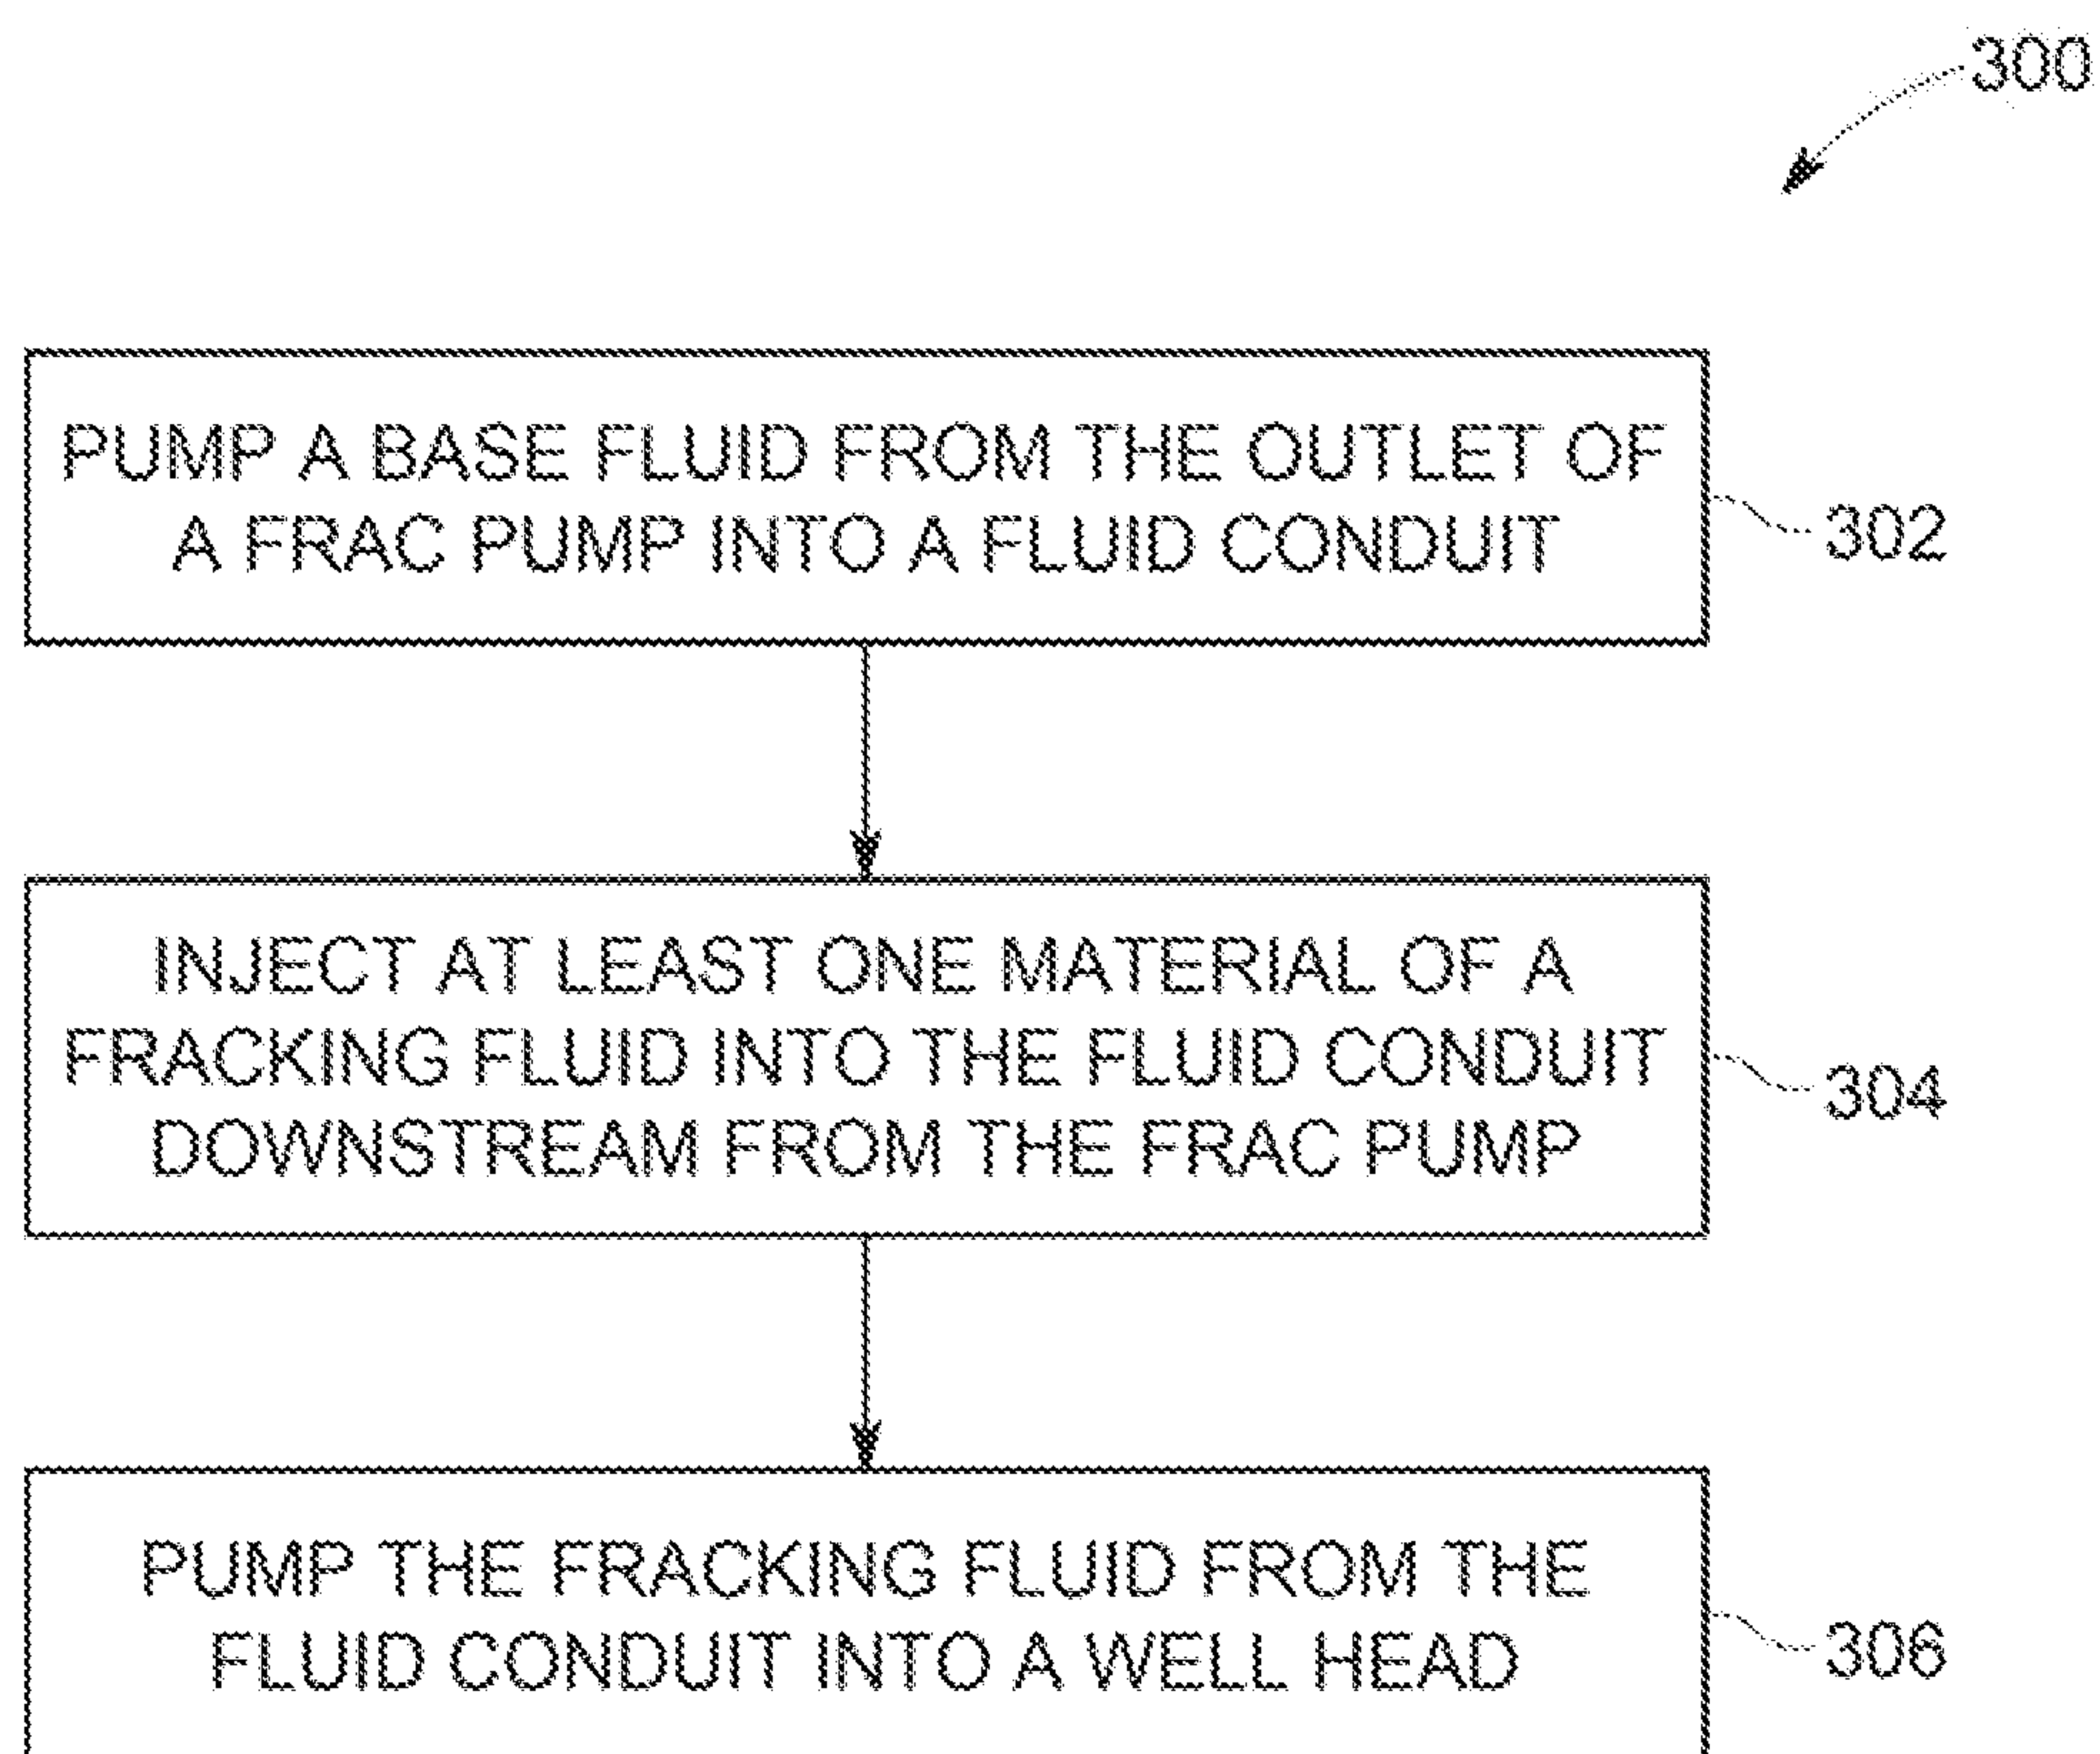 300
PUMP A BASE FLUID FROM THE OUTLET OF
A FRAC PUMP INTO A FLUID CONDUIT
302
INJECT AT LEAST ONE MATERIAL OF A
FRACKING FLUID INTO THE FLUID CONDUIT
DOWNSTREAM FROM THE FRAC PUMP
304
PUMP THE FRACKING FLUID FROM THE
FLUID CONDUIT INTO A WELL HEAD
306